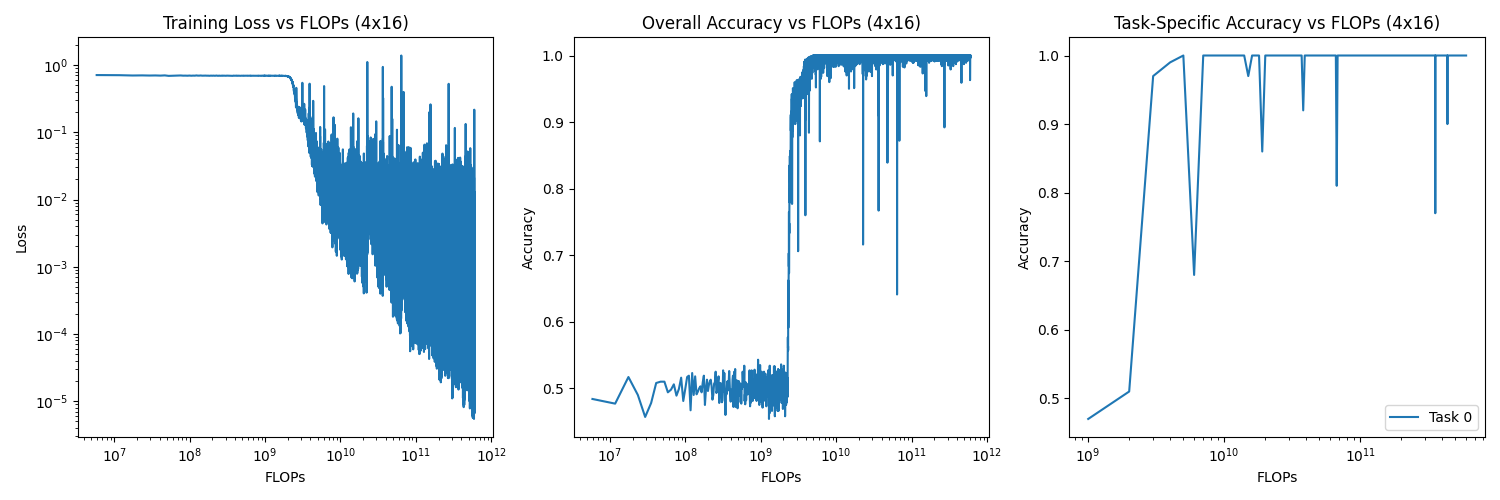 Training Loss vs FLOPs (4x16)
Loss
10⁰
10⁻¹
10⁻²
10⁻³
10⁻⁴
10⁻⁵
10⁷ 10⁸ 10⁹ 10¹⁰ 10¹¹ 10¹²
FLOPs
Overall Accuracy vs FLOPs (4x16)
Accuracy
1.0
0.9
0.8
0.7
0.6
0.5
10⁷ 10⁸ 10⁹ 10¹⁰ 10¹¹ 10¹²
FLOPs
Task-Specific Accuracy vs FLOPs (4x16)
Accuracy
1.0
0.9
0.8
0.7
0.6
0.5
Task 0
10⁹ 10¹⁰ 10¹¹
FLOPs